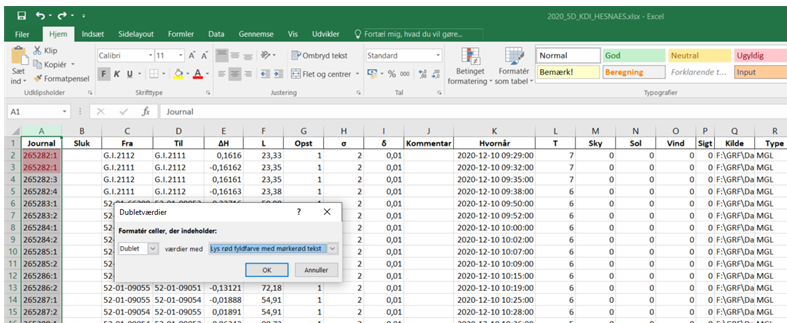 2020_5D_KDI_HESNAES.xlsx - Excel
Filer Hjem Indsæt Sidelayout Formler Data Gennemse Vis Udvikler Fortæl mig, hvad du vil gøre...
Sæt ind
Klip
Kopiér
Formatpensel
Udklipsholder
Calibri 11
F K U
Skrifttype
Ombryd tekst
Flet og centrer
Justering
Standard
% 000
Tal
Betinget formatering
Formatér som tabel
Normal God Neutral Ugyldig
Bemærk! Beregning Forklarende t... Input
Typografier
A1 fx Journal
A B C D E F G H I J K L M N O P Q R
1 Journal Sluk Fra Til ΔH L Opst σ δ Kommentar Hvornår T Sky Sol Vind Sigt Kilde Type
2 265282:1 G.I.2112 G.I.2111 0,1616 23,33 1 2 0,01 2020-12-10 09:29:00 7 0 0 0 0 F:\GRF\Da MGL
3 265282:1 G.I.2111 G.I.2112 -0,16162 23,35 1 2 0,01 2020-12-10 09:32:00 7 0 0 0 0 F:\GRF\Da MGL
4 265282:3 G.I.2112 G.I.2111 0,16161 23,35 1 2 0,01 2020-12-10 09:35:00 7 0 0 0 0 F:\GRF\Da MGL
5 265282:4 G.I.2111 G.I.2112 -0,16163 23,38 1 2 0,01 2020-12-10 09:38:00 6 0 0 0 0 F:\GRF\Da MGL
6 265283:1 2 0,01 2020-12-10 09:50:00 6 0 0 0 0 F:\GRF\Da MGL
7 265283:2 52- 2 0,01 2020-12-10 09:52:00 6 0 0 0 0 F:\GRF\Da MGL
8 265284:1 52- 2 0,01 2020-12-10 10:00:00 6 0 0 0 0 F:\GRF\Da MGL
9 265284:2 52- 2 0,01 2020-12-10 10:02:00 6 0 0 0 0 F:\GRF\Da MGL
10 265285:1 52- 2 0,01 2020-12-10 10:07:00 6 0 0 0 0 F:\GRF\Da MGL
11 265285:2 52- 2 0,01 2020-12-10 10:09:00 6 0 0 0 0 F:\GRF\Da MGL
12 265286:1 52- 2 0,01 2020-12-10 10:15:00 6 0 0 0 0 F:\GRF\Da MGL
13 265286:2 52-01-09055 52-01-09051 -0,13121 72,18 1 2 0,01 2020-12-10 10:19:00 6 0 0 0 0 F:\GRF\Da MGL
14 265287:1 52-01-09055 52-01-09054 -0,01888 54,91 1 2 0,01 2020-12-10 10:25:00 6 0 0 0 0 F:\GRF\Da MGL
15 265287:2 52-01-09054 52-01-09055 0,01891 54,91 1 2 0,01 2020-12-10 10:28:00 6 0 0 0 0 F:\GRF\Da MGL
Dubletværdier ?
Formatér celler, der indeholder:
Dublet værdier med Lys rød fyldfarve med mørkerød tekst
OK Annuller